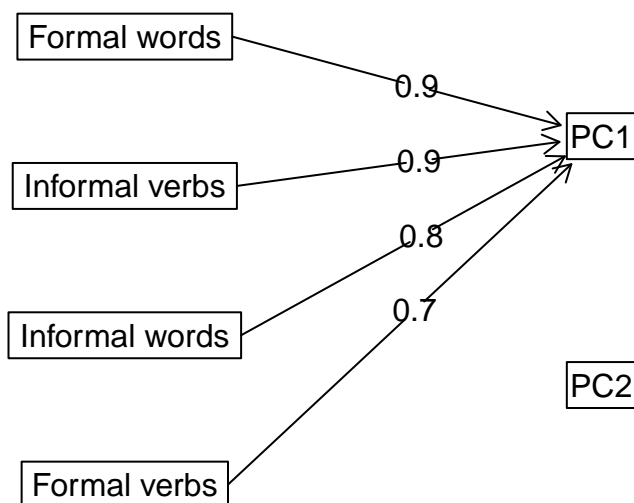 Formal words
0.9
PC1
Informal verbs
0.9
0.8
Informal words
0.7
PC2
Formal verbs